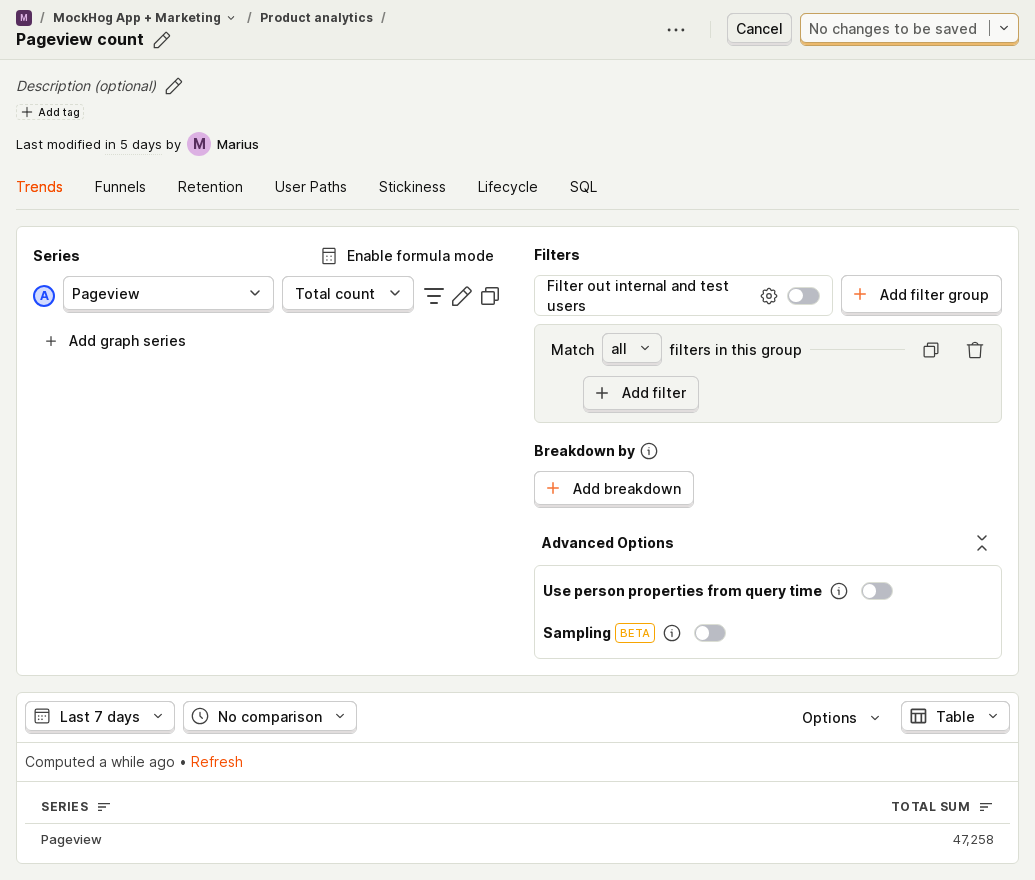 M / MockHog App + Marketing / Product analytics /
Pageview count
Cancel
No changes to be saved
Description (optional)
Add tag
Last modified in 5 days by M Marius
Trends Funnels Retention User Paths Stickiness Lifecycle SQL
Series
Enable formula mode
A Pageview Total count
Add graph series
Filters
Filter out internal and test
users
Add filter group
Match all filters in this group
Add filter
Breakdown by
Add breakdown
Advanced Options
Use person properties from query time
Sampling BETA
Last 7 days No comparison Options Table
Computed a while ago • Refresh
SERIES TOTAL SUM
Pageview 47,258